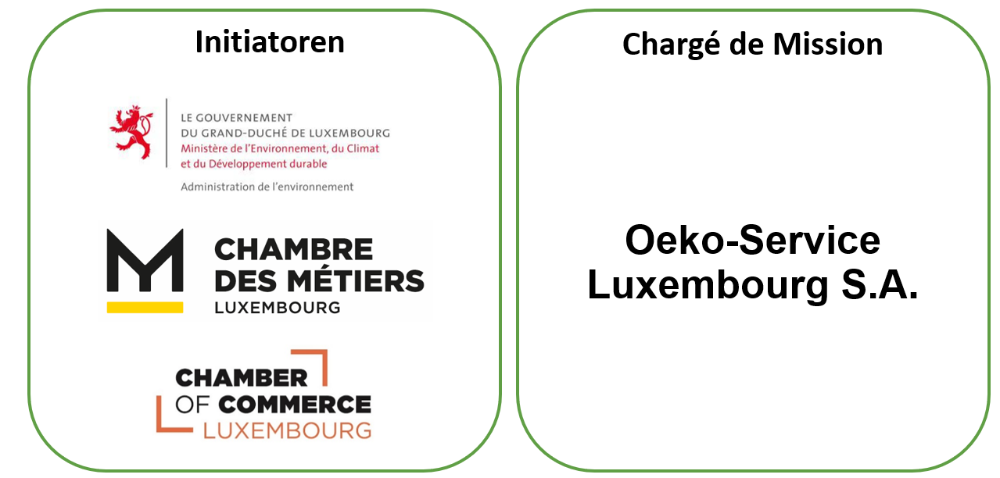 Initiatoren
LE GOUVERNEMENT
DU GRAND-DUCHÉ DE LUXEMBOURG
Ministère de l'Environnement, du Climat
et du Développement durable
Administration de l'environnement
CHAMBRE
DES MÉTIERS
LUXEMBOURG
CHAMBER
OF COMMERCE
LUXEMBOURG
Chargé de Mission
Oeko-Service
Luxembourg S.A.